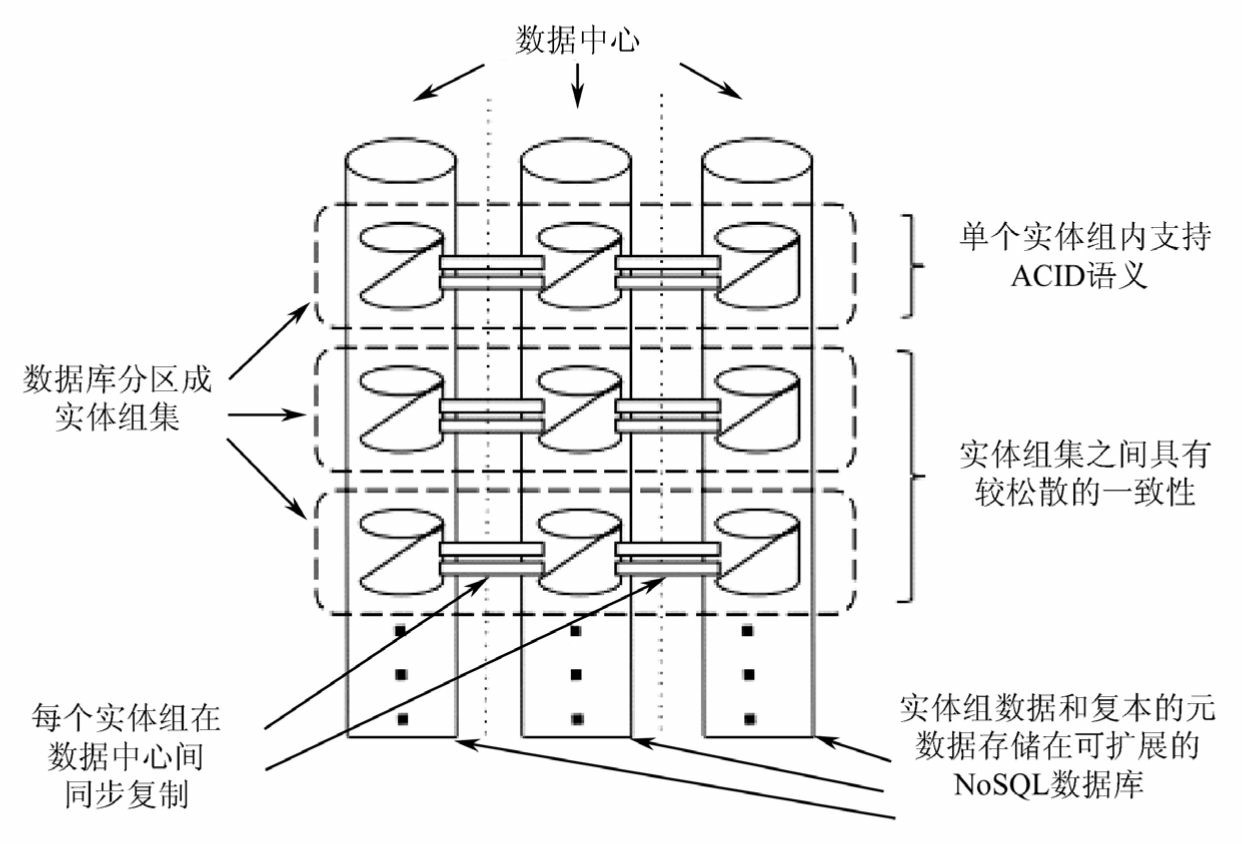 数据中心
单个实体组内支持
ACID语义
数据库分区成
实体组集
实体组集之间具有
较松散的一致性
每个实体组在
数据中心间
同步复制
实体组数据和复本的元
数据存储在可扩展的
NoSQL数据库